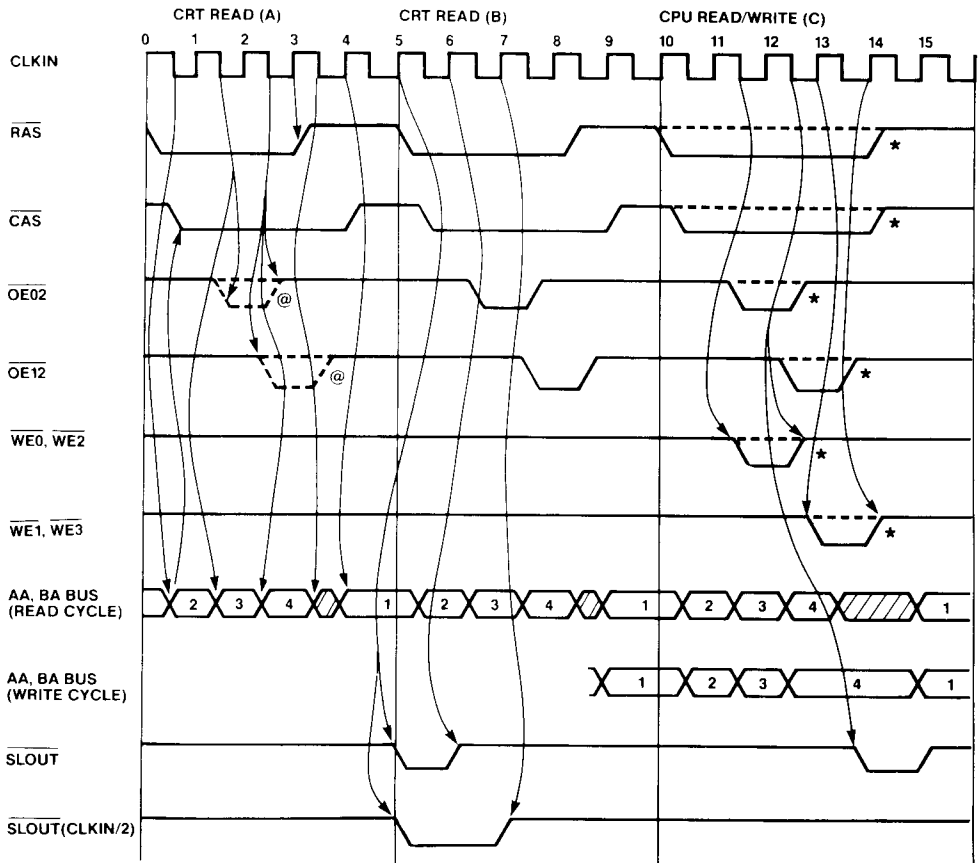 CRT READ (A) CRT READ (B) CPU READ/WRITE (C)
0 1 2 3 4 5 6 7 8 9 10 11 12 13 14 15
CLKIN
RAS *
CAS *
OE02 @ *
OE12 @ *
WE0, WE2 *
WE1, WE3 *
AA, BA BUS
(READ CYCLE) 2 3 4 1 2 3 4 1 2 3 4 1
AA, BA BUS
(WRITE CYCLE) 1 2 3 4 1
SLOUT
SLOUT(CLKIN/2)